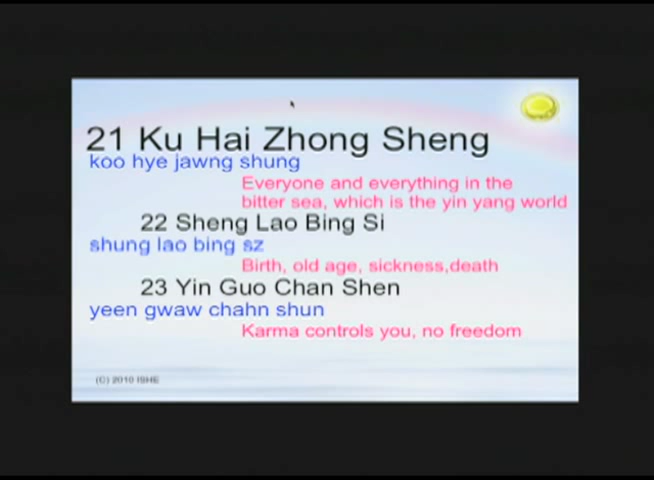 21 Ku Hai Zhong Sheng
koo hye jawng shung
Everyone and everything in the
bitter sea, which is the yin yang world
22 Sheng Lao Bing Si
shung lao bing sz
Birth, old age, sickness,death
23 Yin Guo Chan Shen
yeen gwaw chahn shun
Karma controls you, no freedom
(C) 2010 ISHE